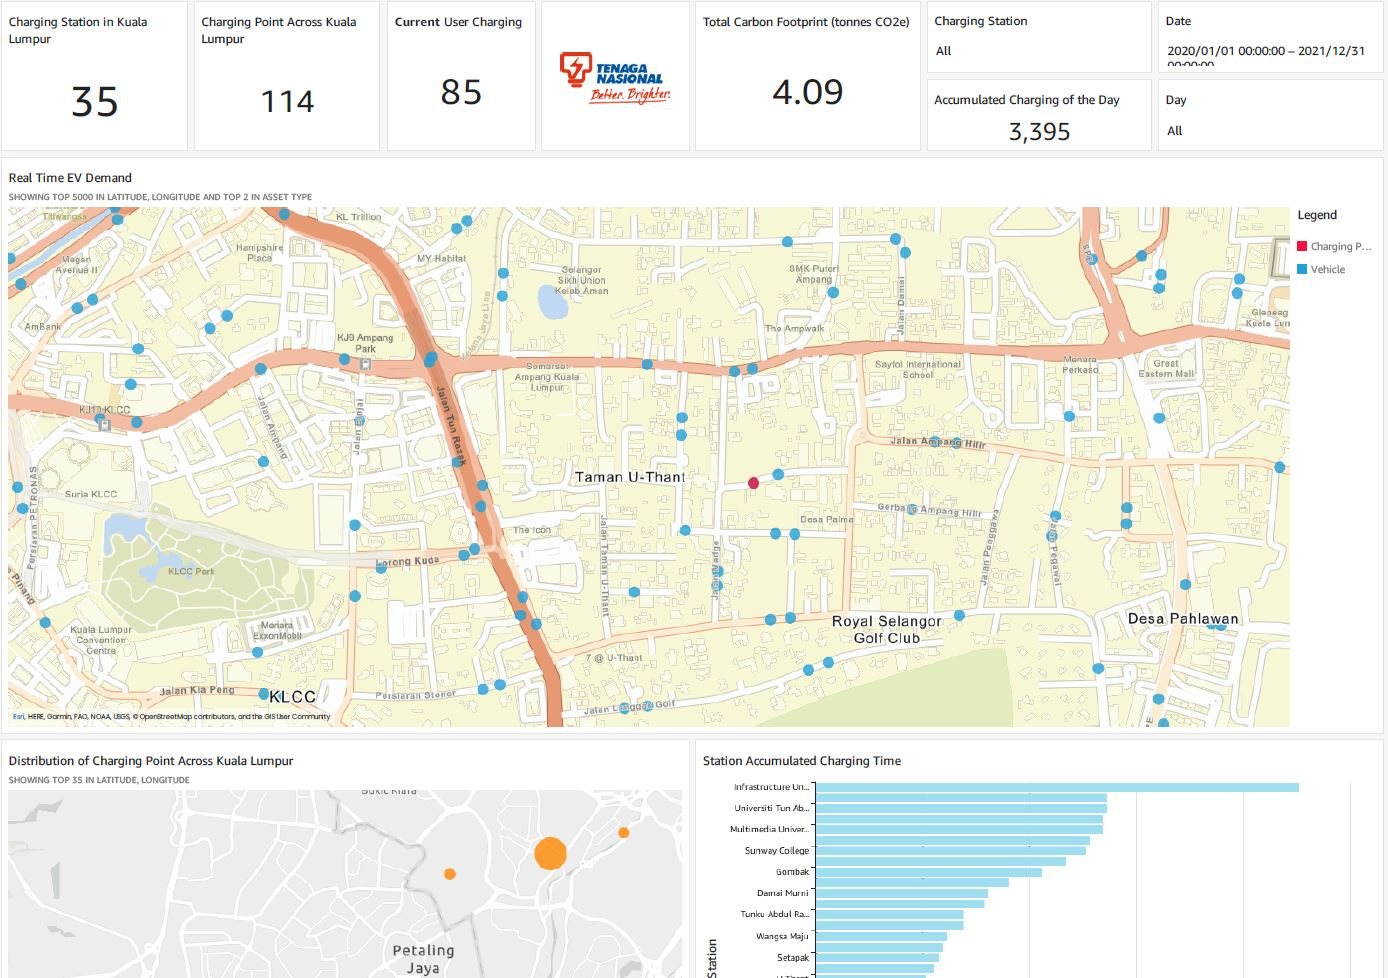 Charging Station in Kuala
Lumpur
35
Charging Point Across Kuala
Lumpur
114
Current User Charging
85
TENAGA
NASIONAL
Better. Brighter.
Total Carbon Footprint (tonnes CO2e)
4.09
Charging Station
All
Accumulated Charging of the Day
3,395
Date
2020/01/01 00:00:00 – 2021/12/31
00:00:00
Day
All
Real Time EV Demand
SHOWING TOP 5000 IN LATITUDE, LONGITUDE AND TOP 2 IN ASSET TYPE
Legend
Charging P...
Vehicle
Titiwangsa
KL Trillion
Hampshire
Place
Megan
Avenue II
MY Habitat
Selangor
Sikh Union
Kelab Aman
SMK Puteri
Ampang
Jalan Damai
Kelana Jaya Line
Gleneag
Kuala Lum
AmBank
KJ9 Ampang
Park
The Ampwalk
Somerset
Ampang Kuala
Lumpur
Sayfol International
School
Menara
Perkeso
Great
Eastern Mall
KJ10 KLCC
Jalan Ampang
Jalan Binjai
Jalan Tun Razak
Jalan Ampang Hilir
Taman U-Thant
Suria KLCC
Persiaran PETRONAS
Gerbang Ampang Hilir
Desa Palma
The Icon
Jalan Taman U-Thant
Jalan Madge
Jalan Penggawa
Jalan Pegawai
Lorong Kuda
KLCC Park
e Pinang
Kuala Lumpur
Convention
Centre
Menara
ExxonMobil
Royal Selangor
Golf Club
Desa Pahlawan
7 @ U-Thant
Jalan Kia Peng
KLCC
Persiaran Stonor
Jalan Langgak Golf
Esri, HERE, Garmin, FAO, NOAA, USGS, © OpenStreetMap contributors, and the GIS User Community
Distribution of Charging Point Across Kuala Lumpur
SHOWING TOP 35 IN LATITUDE, LONGITUDE
Bukit Kiara
Petaling
Jaya
Station Accumulated Charging Time
Infrastructure Un...
Universiti Tun Ab...
Multimedia Univer...
Sunway College
Gombak
Damai Murni
Tunku Abdul Ra...
Wangsa Maju
Setapak
U Thant
Station